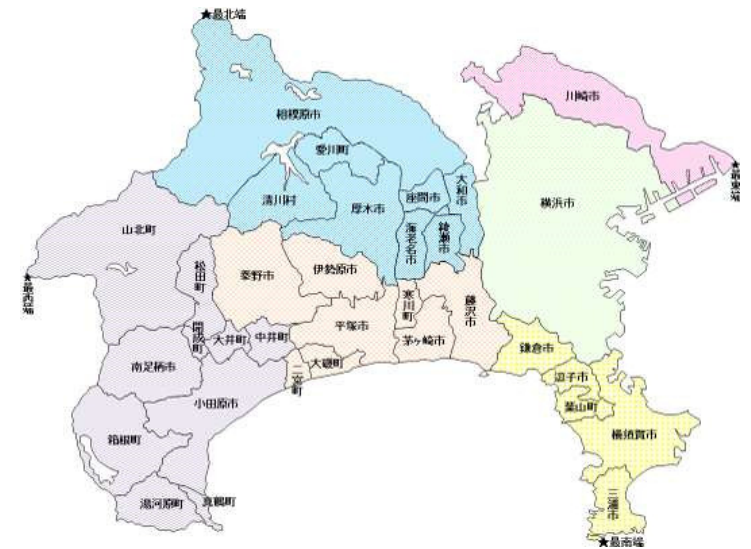 ★最北端
川崎市
相模原市
愛川町
大和市
★最東端
清川村
厚木市
座間市
横浜市
山北町
海老名市
綾瀬市
松田町
秦野市
伊勢原市
★最西端
寒川町
藤沢市
開成町
大井町
中井町
平塚市
茅ヶ崎市
鎌倉市
南足柄市
二宮町
大磯町
逗子市
小田原市
葉山町
箱根町
横須賀市
湯河原町
真鶴町
三浦市
★最南端